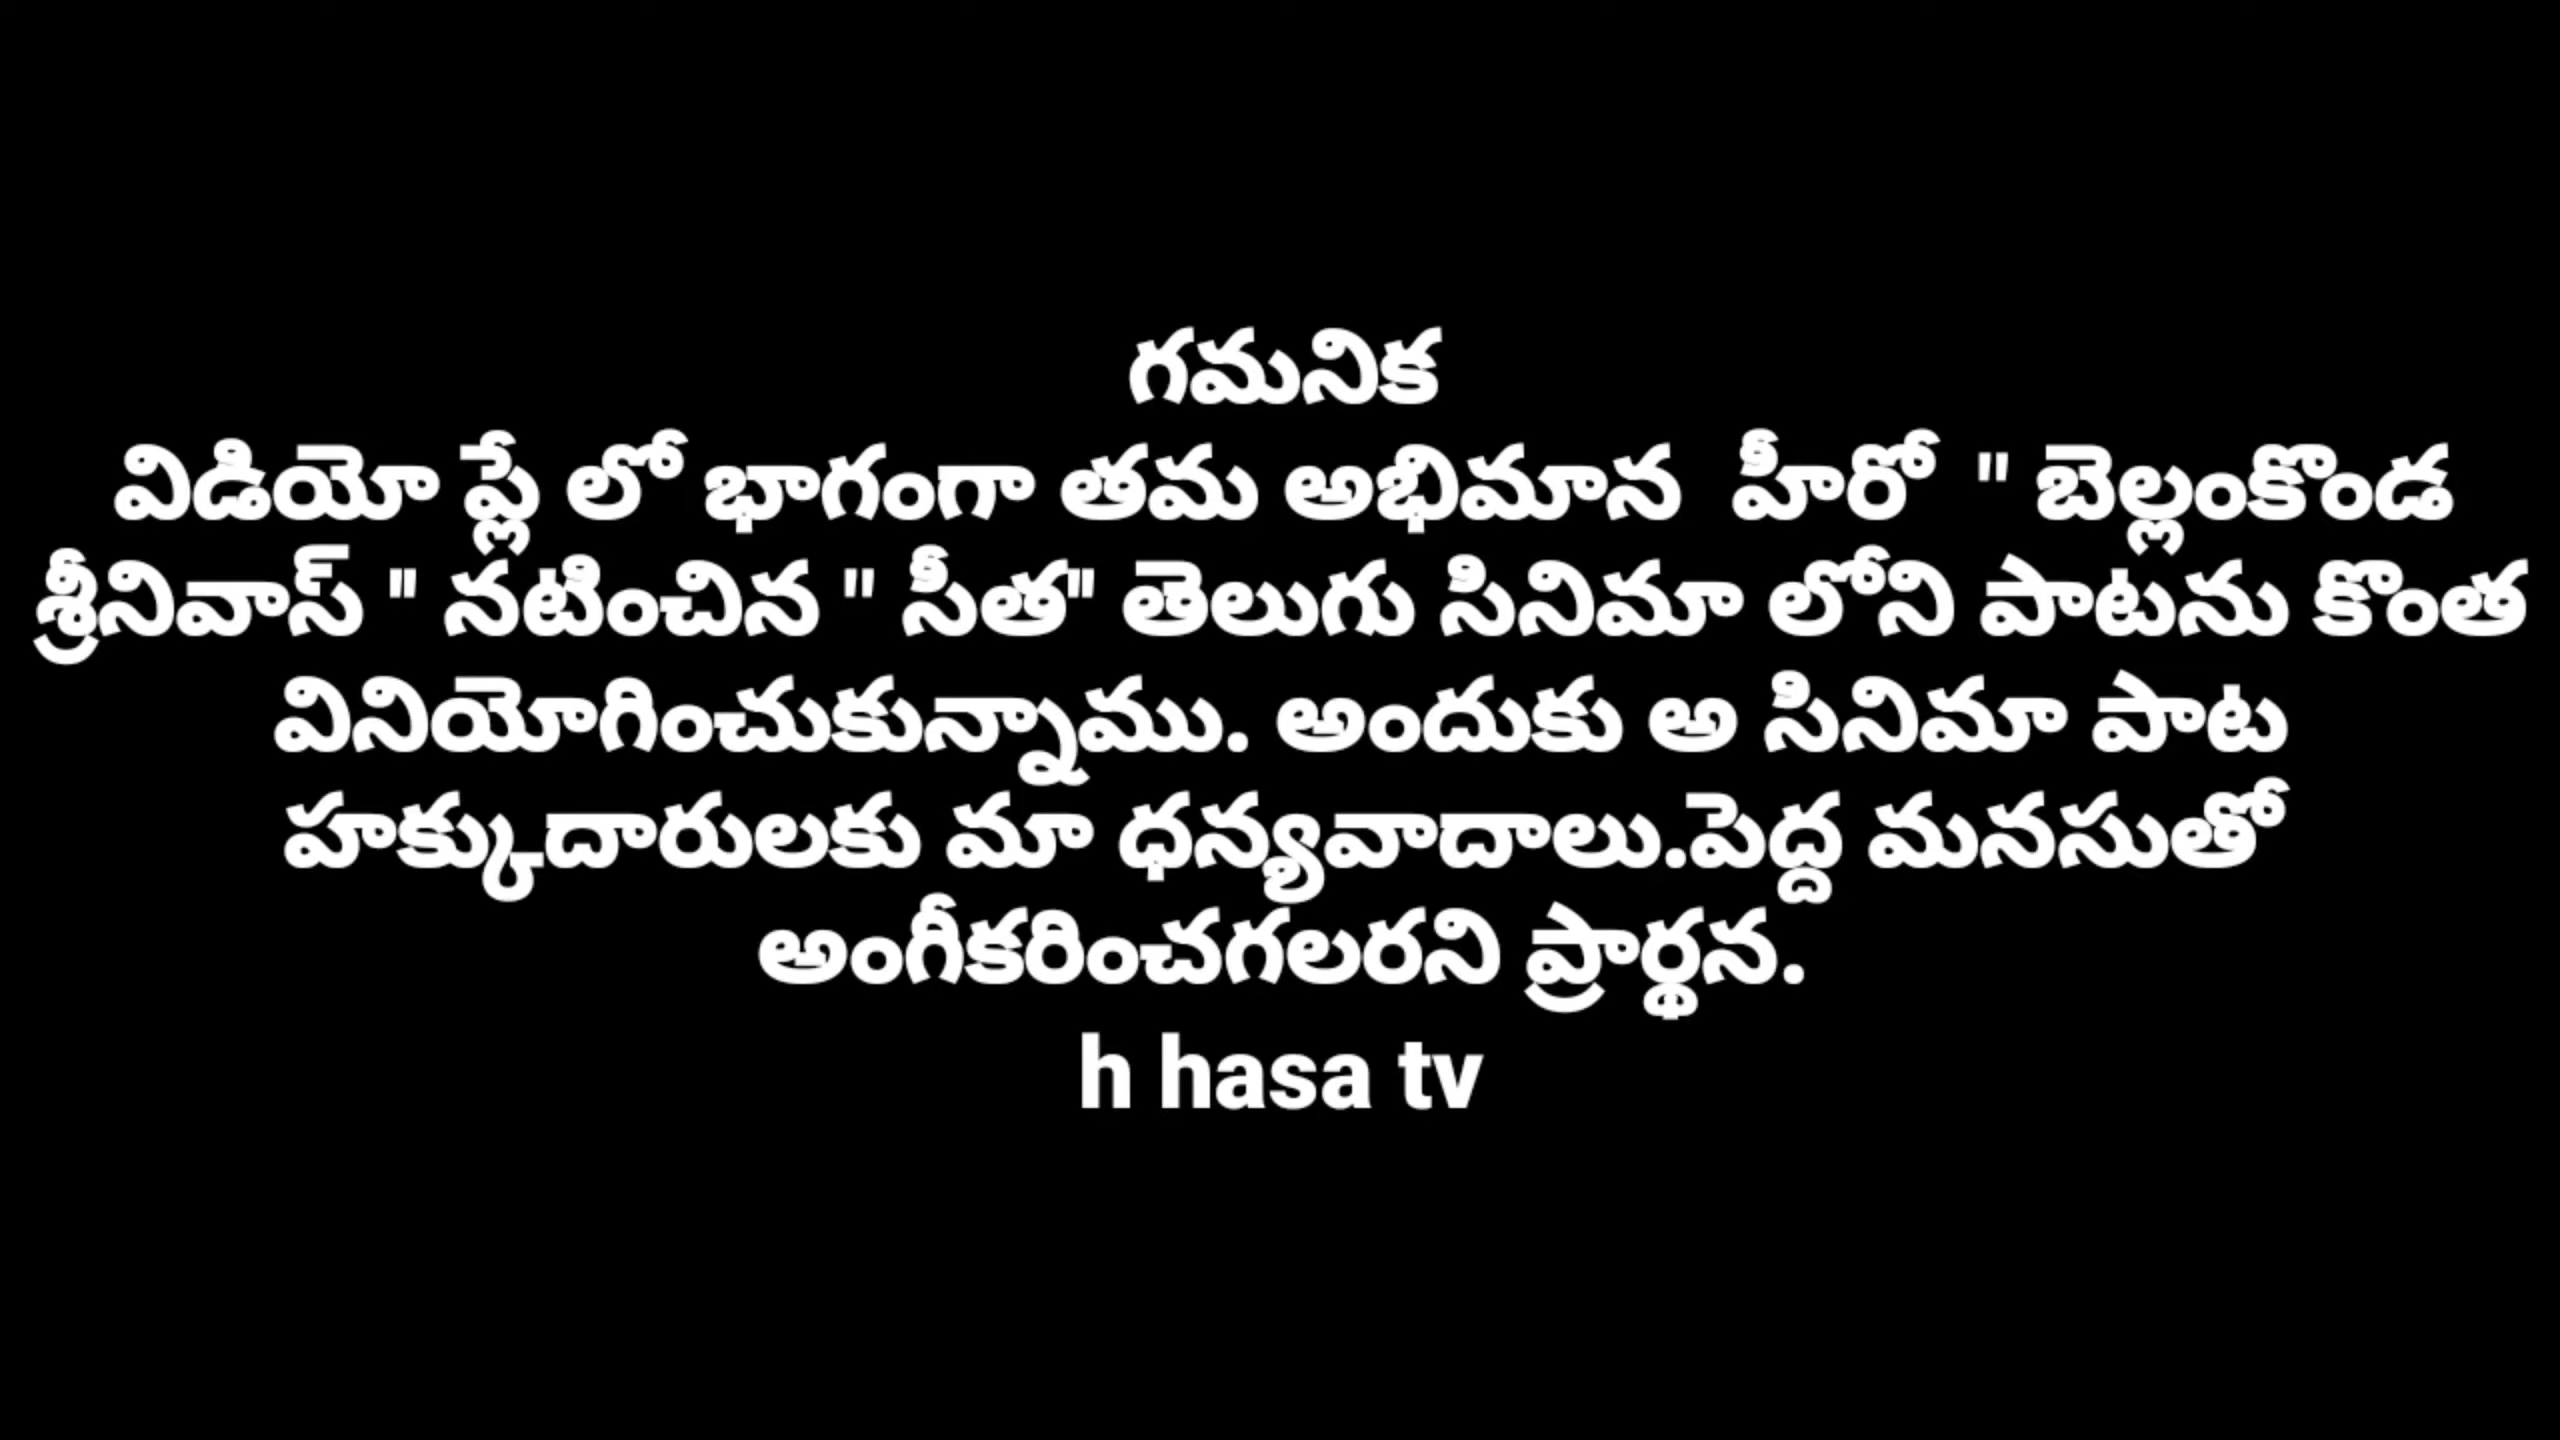 గమనిక
విడియో ప్లే లో భాగంగా తమ అభిమాన  హీరో  " బెల్లంకొండ
శ్రీనివాస్ " నటించిన " సీత" తెలుగు సినిమా లోని పాటను కొంత
వినియోగించుకున్నాము. అందుకు అ సినిమా పాట
హక్కుదారులకు మా ధన్యవాదాలు.పెద్ద మనసుతో
అంగీకరించగలరని ప్రార్థన.
h hasa tv